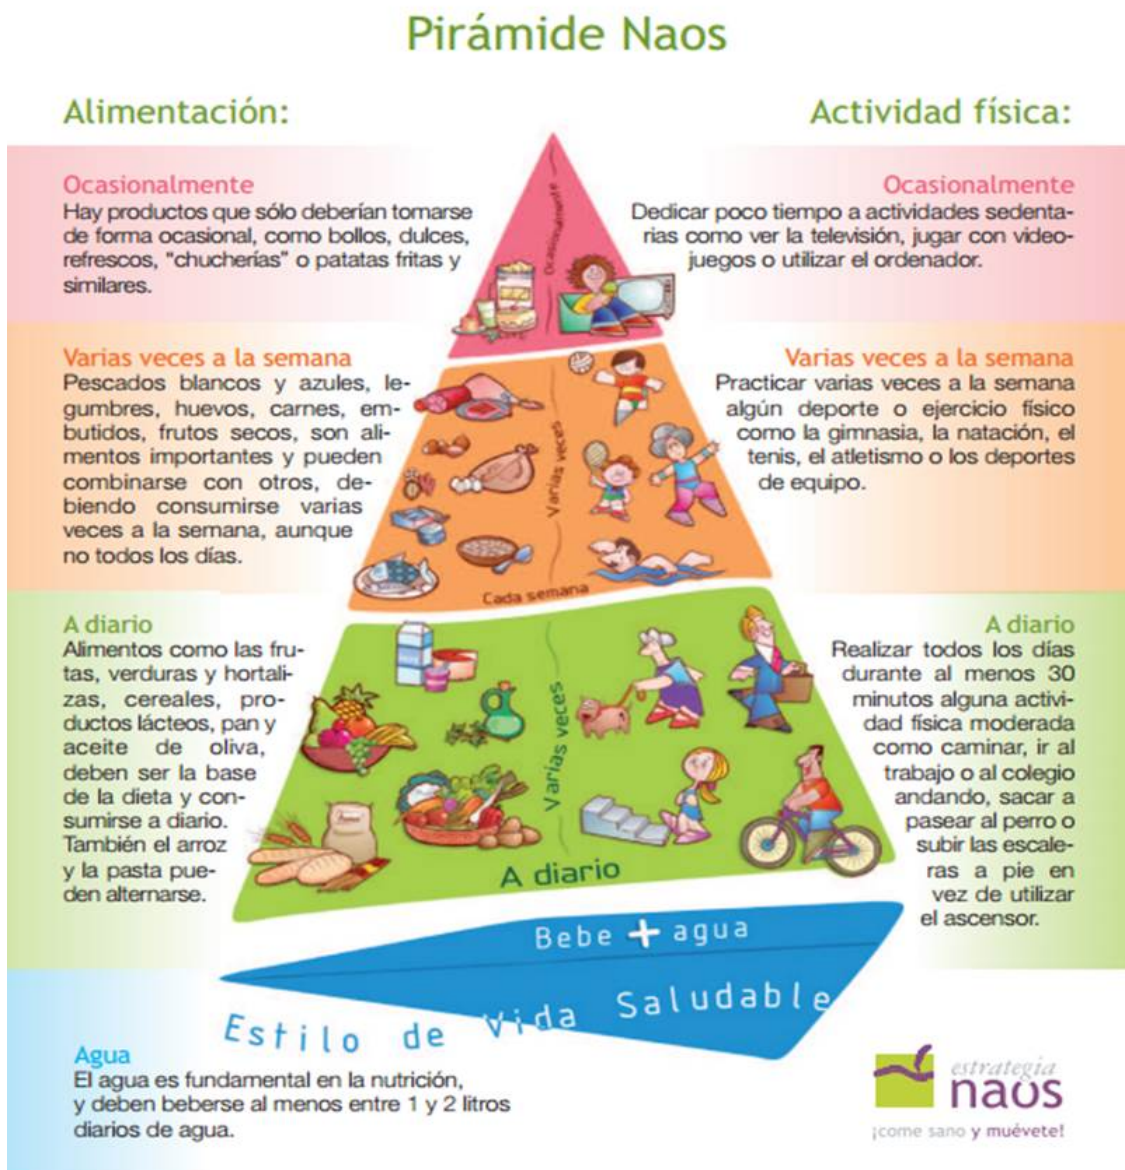 Pirámide Naos
Alimentación:
Ocasionalmente
Hay productos que sólo deberían tomarse
de forma ocasional, como bollos, dulces,
refrescos, "chucherías" o patatas fritas y
similares.
Varias veces a la semana
Pescados blancos y azules, le-
gumbres, huevos, carnes, em-
butidos, frutos secos, son ali-
mentos importantes y pueden
combinarse con otros, de-
biendo consumirse varias
veces a la semana, aunque
no todos los días.
A diario
Alimentos como las fru-
tas, verduras y hortali-
zas, cereales, pro-
ductos lácteos, pan y
aceite de oliva,
deben ser la base
de la dieta y con-
sumirse a diario.
También el arroz
y la pasta pue-
den alternarse.
Agua
El agua es fundamental en la nutrición,
y deben beberse al menos entre 1 y 2 litros
diarios de agua.
Ocasionalmente
Varias veces
Cada semana
Varias veces
A diario
Bebe + agua
Estilo de Vida Saludable
Actividad física:
Ocasionalmente
Dedicar poco tiempo a actividades sedenta-
rias como ver la televisión, jugar con video-
juegos o utilizar el ordenador.
Varias veces a la semana
Practicar varias veces a la semana
algún deporte o ejercicio físico
como la gimnasia, la natación, el
tenis, el atletismo o los deportes
de equipo.
A diario
Realizar todos los días
durante al menos 30
minutos alguna activi-
dad física moderada
como caminar, ir al
trabajo o al colegio
andando, sacar a
pasear al perro o
subir las escale-
ras a pie en
vez de utilizar
el ascensor.
estrategia
naos
¡come sano y muévete!